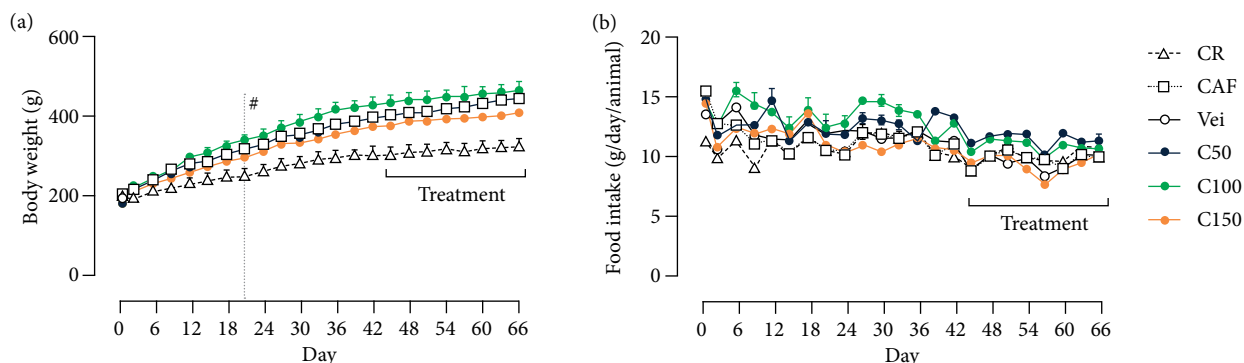 (a)
600
400
200
0
Body weight (g)
#
Treatment
0 6 12 18 24 30 36 42 48 54 60 66
Day
(b)
20
15
10
5
0
Food intake (g/day/animal)
Treatment
0 6 12 18 24 30 36 42 48 54 60 66
Day
CR
CAF
Vei
C50
C100
C150